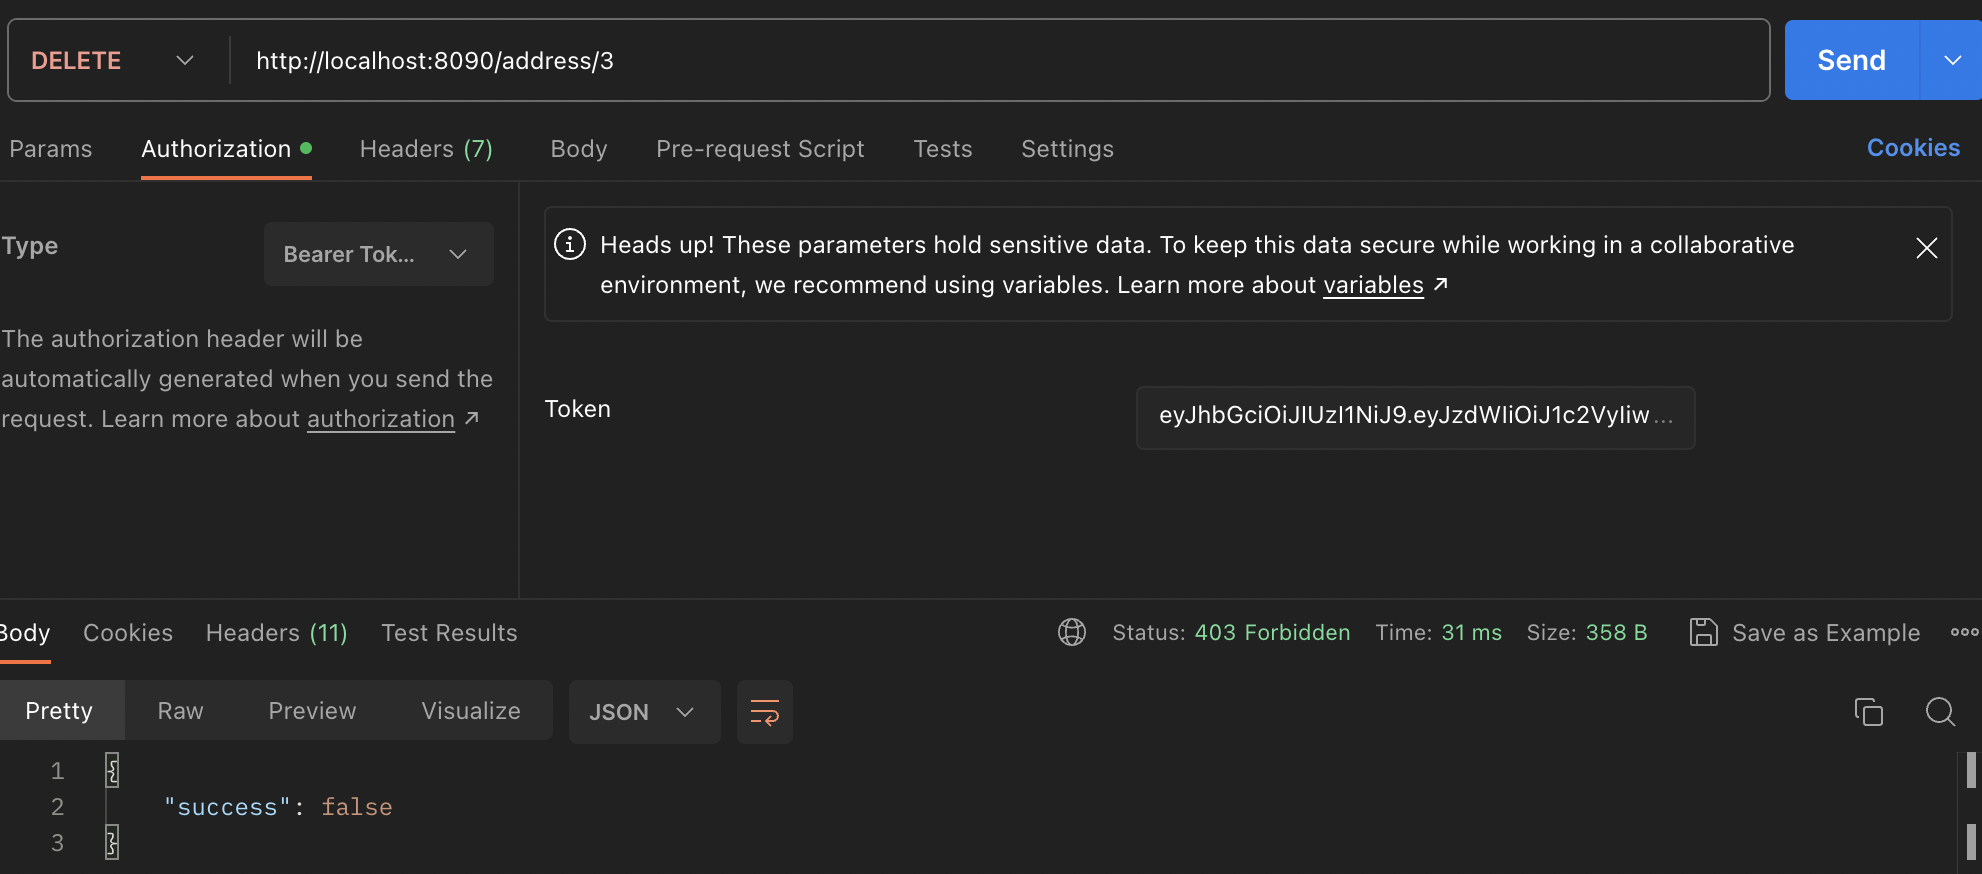 DELETE http://localhost:8090/address/3 Send
Params Authorization Headers (7) Body Pre-request Script Tests Settings Cookies
Type Bearer Tok...
The authorization header will be
automatically generated when you send the
request. Learn more about authorization ↗
Heads up! These parameters hold sensitive data. To keep this data secure while working in a collaborative
environment, we recommend using variables. Learn more about variables ↗
Token eyJhbGciOiJIUzI1NiJ9.eyJzdWIiOiJ1c2VyIiw...
Body Cookies Headers (11) Test Results Status: 403 Forbidden Time: 31 ms Size: 358 B Save as Example
Pretty Raw Preview Visualize JSON
1 {
2 "success": false
3 }